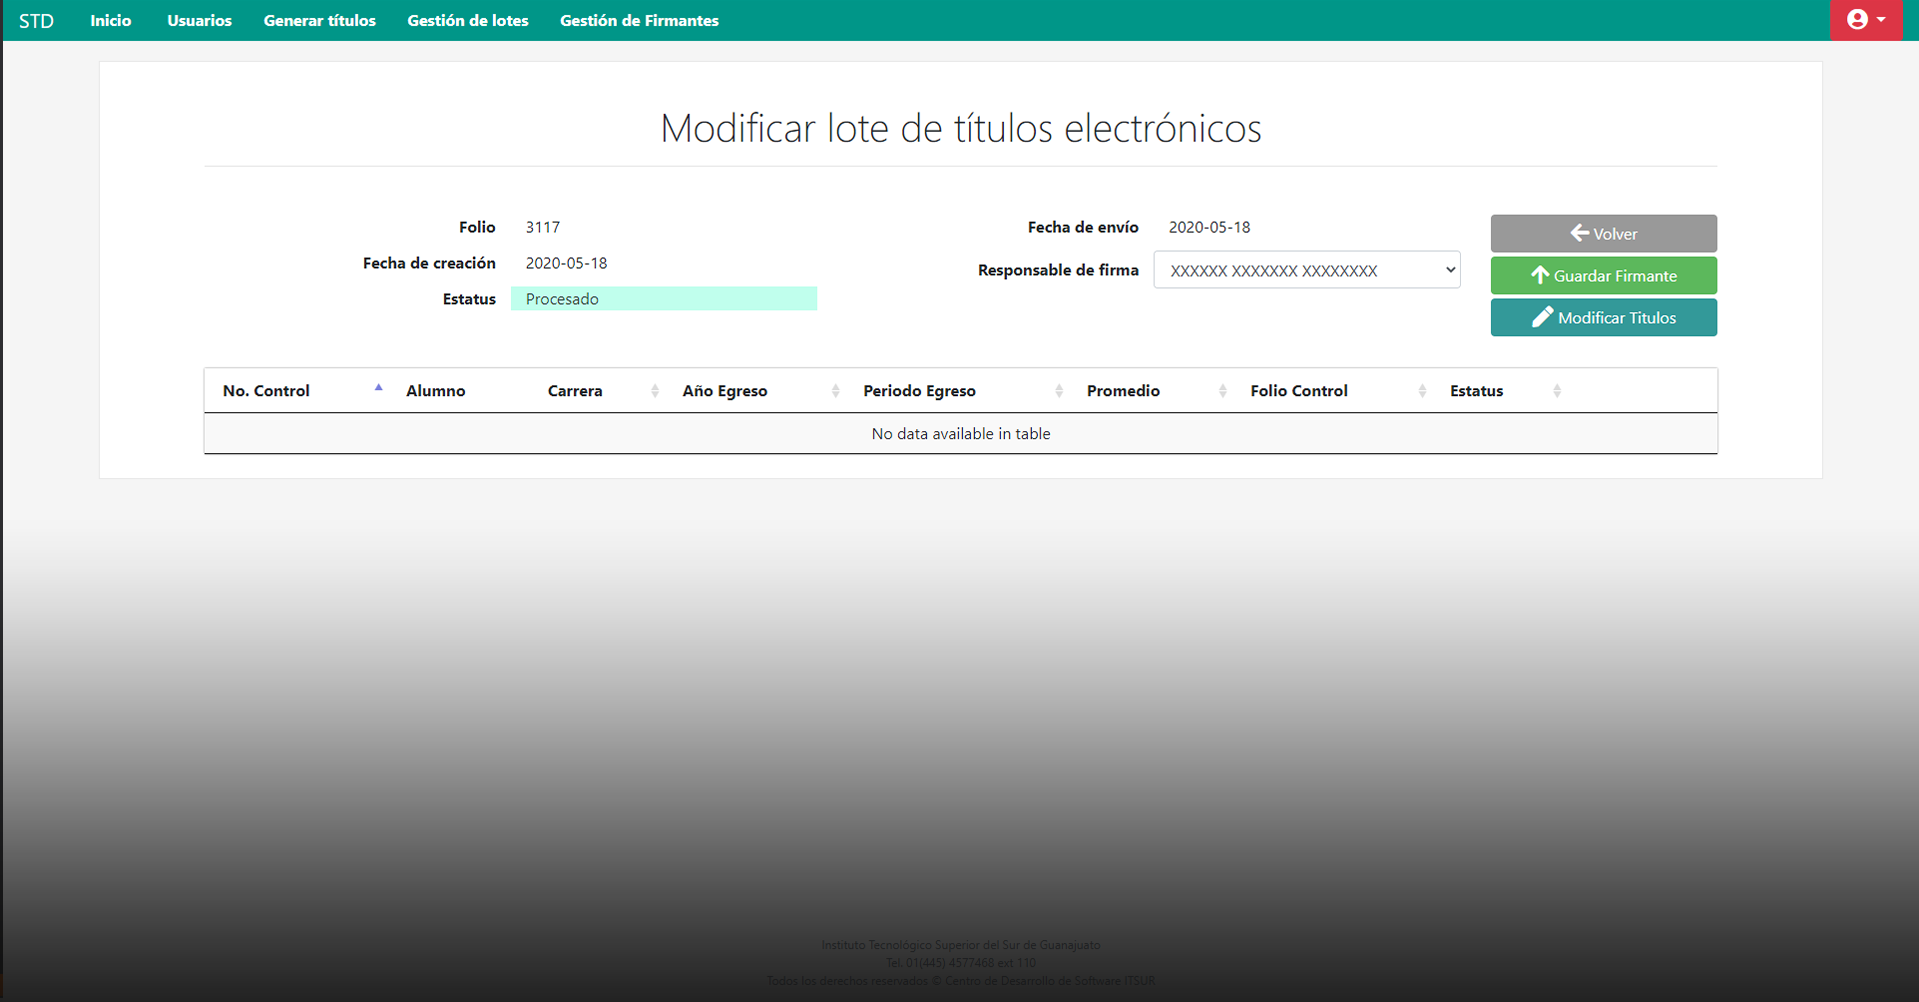 STD Inicio Usuarios Generar títulos Gestión de lotes Gestión de Firmantes
Modificar lote de títulos electrónicos
Folio 3117 Fecha de envío 2020-05-18 Volver
Fecha de creación 2020-05-18 Responsable de firma XXXXXX XXXXXXX XXXXXXXX Guardar Firmante
Estatus Procesado Modificar Titulos
No. Control Alumno Carrera Año Egreso Periodo Egreso Promedio Folio Control Estatus
No data available in table
Instituto Tecnológico Superior del Sur de Guanajuato
Tel. 01(445) 4577468 ext 110
Todos los derechos reservados © Centro de Desarrollo de Software ITSUR